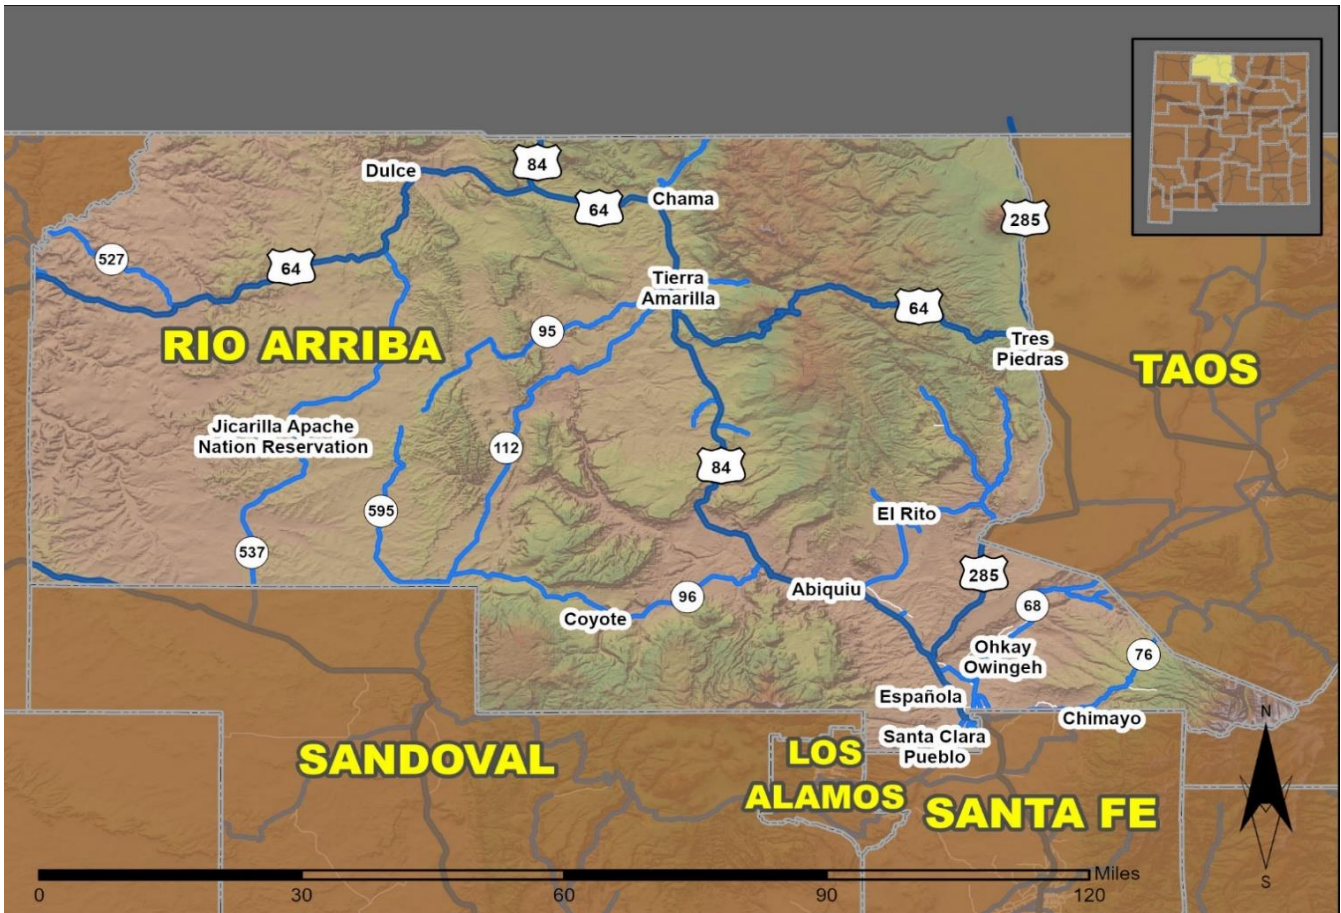 84
Dulce
Chama
64
285
527
64
Tierra
Amarilla
64
95
RIO ARRIBA
Tres
Piedras
TAOS
Jicarilla Apache
Nation Reservation
112
84
595
El Rito
537
285
Abiquiu
96
68
Coyote
Ohkay
Owingeh
76
Española
N
Chimayo
Santa Clara
Pueblo
SANDOVAL
LOS
ALAMOS
SANTA FE
Miles
S
0 30 60 90 120